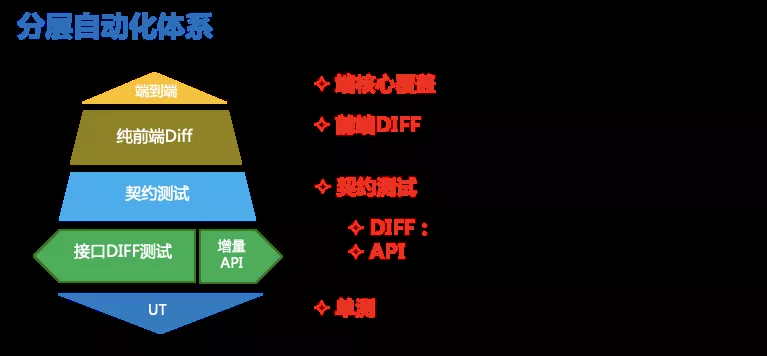 分层自动化体系
端到端
纯前端Diff
契约测试
接口DIFF测试
增量
API
UT
端核心覆盖
前端DIFF
契约测试
DIFF：
API
单测